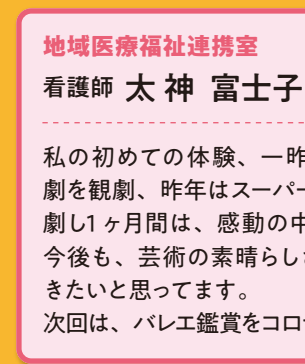 地域医療福祉連携室
看護師 太神 富士子
私の初めての体験、一昨
劇を観劇、昨年はスーパー
劇し1ヶ月間は、感動の中
今後も、芸術の素晴らし
きたいと思ってます。
次回は、バレエ鑑賞をコロ